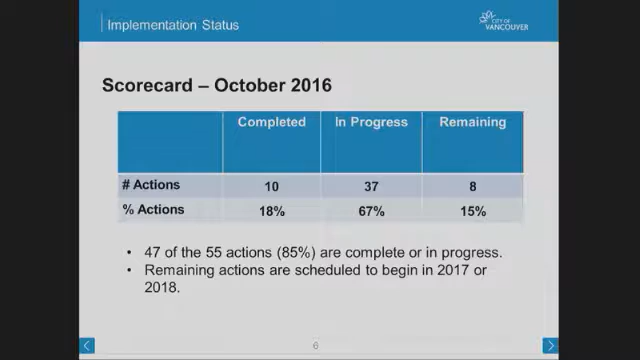 Implementation Status
CITY OF
VANCOUVER
Scorecard – October 2016
Completed In Progress Remaining
# Actions 10 37 8
% Actions 18% 67% 15%
• 47 of the 55 actions (85%) are complete or in progress.
• Remaining actions are scheduled to begin in 2017 or
2018.
6